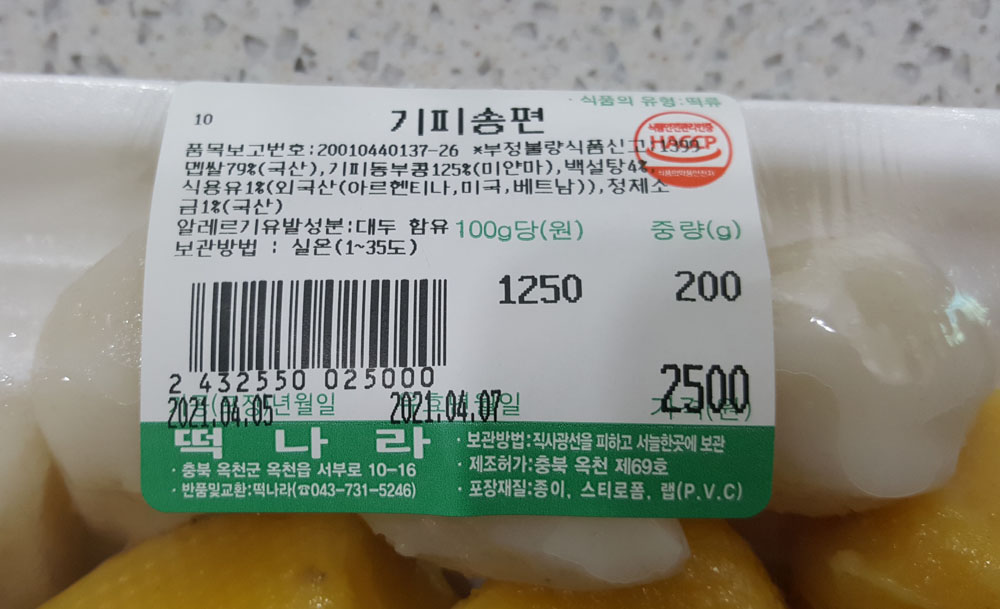 · 식품의 유형:떡류
10
기피송편
품목보고번호:20010440137-26 *부정불량식품신고/1399
HACCP
멥쌀79%(국산),기피동부콩125%(미얀마),백설탕4%,
식용유1%(외국산(아르헨티나,미국,베트남)),정제소
금1%(국산)
알레르기유발성분:대두 함유
100g당(원)
중량(g)
보관방법 : 실온(1~35도)
1250
200
2 432550 025000
2500
2021.04.05
년월일
2021.04.07
일
떡 나 라
· 충북 옥천군 옥천읍 서부로 10-16
· 반품및교환:떡나라(☎043-731-5246)
· 보관방법:직사광선을 피하고 서늘한곳에 보관
· 제조허가:충북 옥천 제69호
· 포장재질:종이, 스티로폼, 랩(P.V.C)